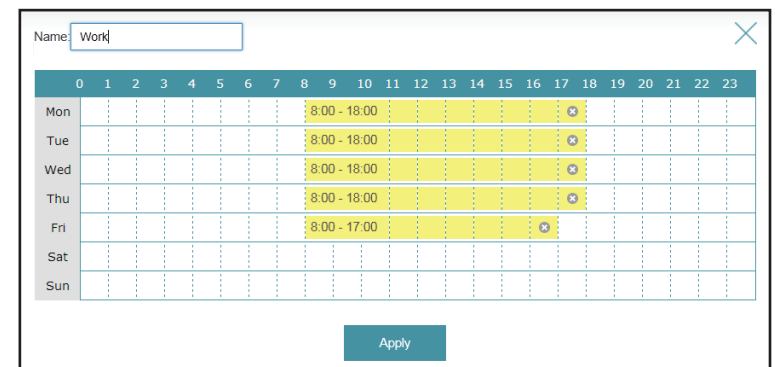 Name: Work
0 1 2 3 4 5 6 7 8 9 10 11 12 13 14 15 16 17 18 19 20 21 22 23
Mon 8:00 - 18:00
Tue 8:00 - 18:00
Wed 8:00 - 18:00
Thu 8:00 - 18:00
Fri 8:00 - 17:00
Sat
Sun
Apply